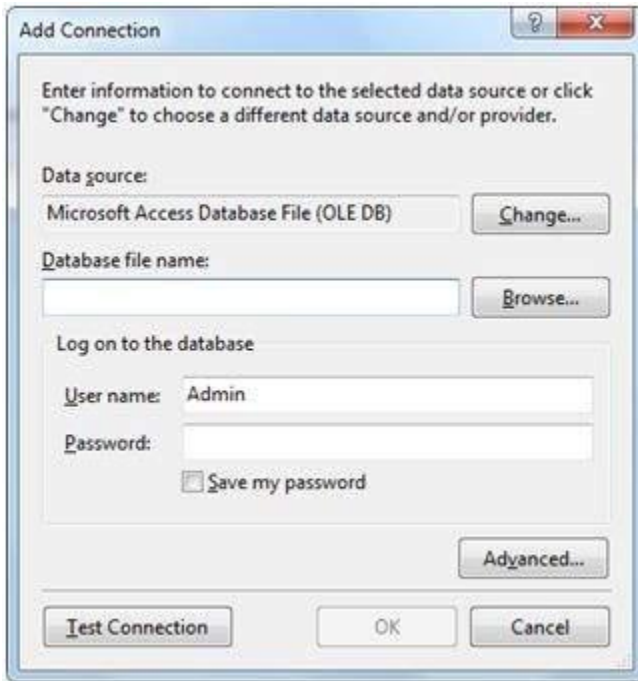 Add Connection
Enter information to connect to the selected data source or click
"Change" to choose a different data source and/or provider.
Data source:
Microsoft Access Database File (OLE DB)
Change...
Database file name:
Browse...
Log on to the database
User name:
Admin
Password:
Save my password
Advanced...
Test Connection
OK
Cancel